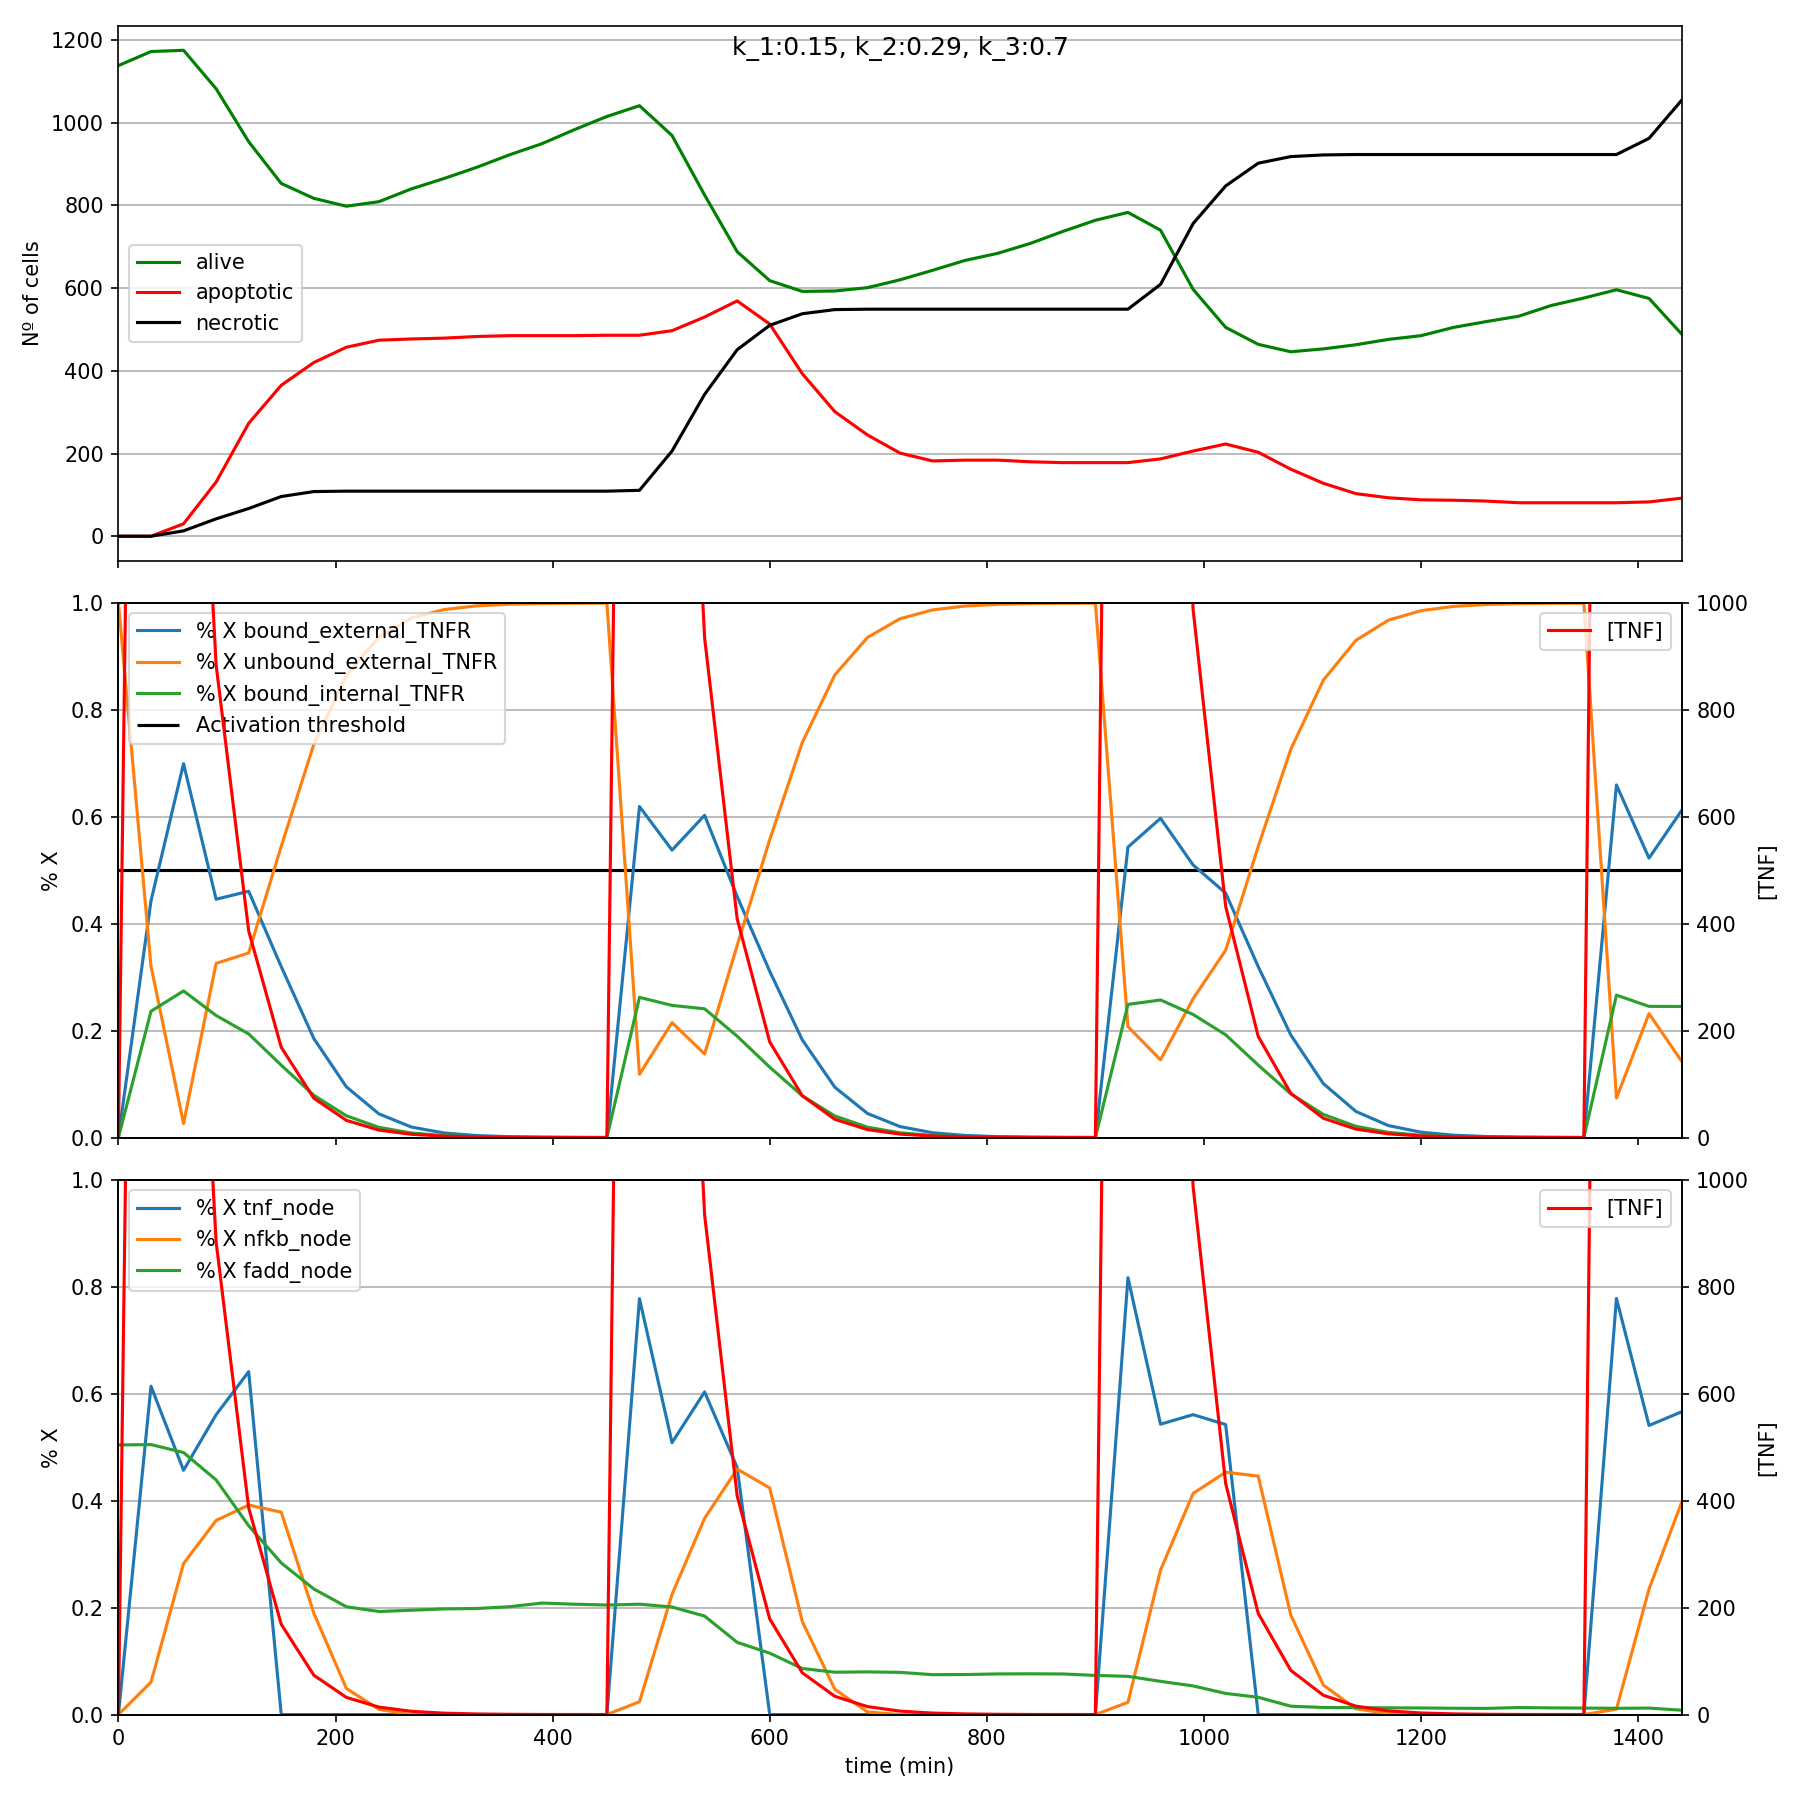 k_1:0.15, k_2:0.29, k_3:0.7
1200
1000
800
600
400
200
0
Nº of cells
alive
apoptotic
necrotic
1.0
0.8
0.6
0.4
0.2
0.0
% X
% X bound_external_TNFR
% X unbound_external_TNFR
% X bound_internal_TNFR
Activation threshold
[TNF]
1000
800
600
400
200
0
[TNF]
1.0
0.8
0.6
0.4
0.2
0.0
% X
% X tnf_node
% X nfkb_node
% X fadd_node
[TNF]
1000
800
600
400
200
0
[TNF]
0 200 400 600 800 1000 1200 1400
time (min)